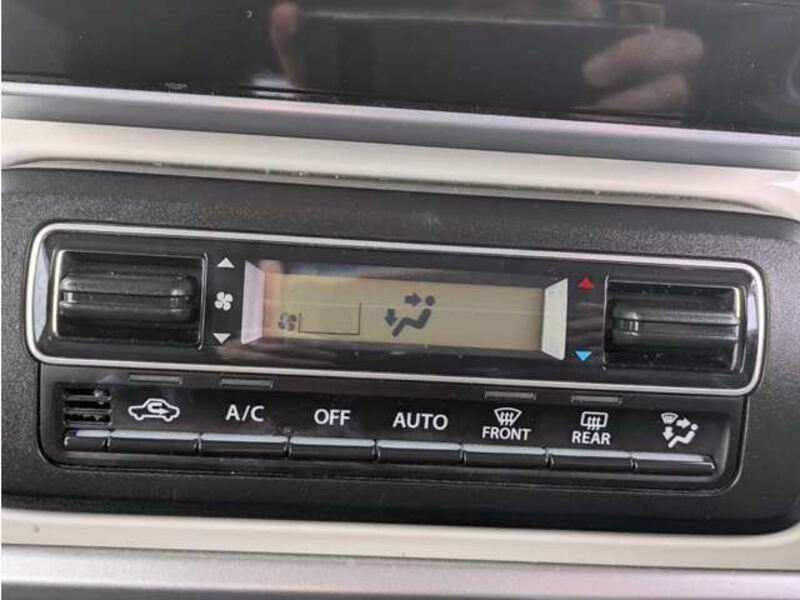 A/C OFF AUTO FRONT REAR